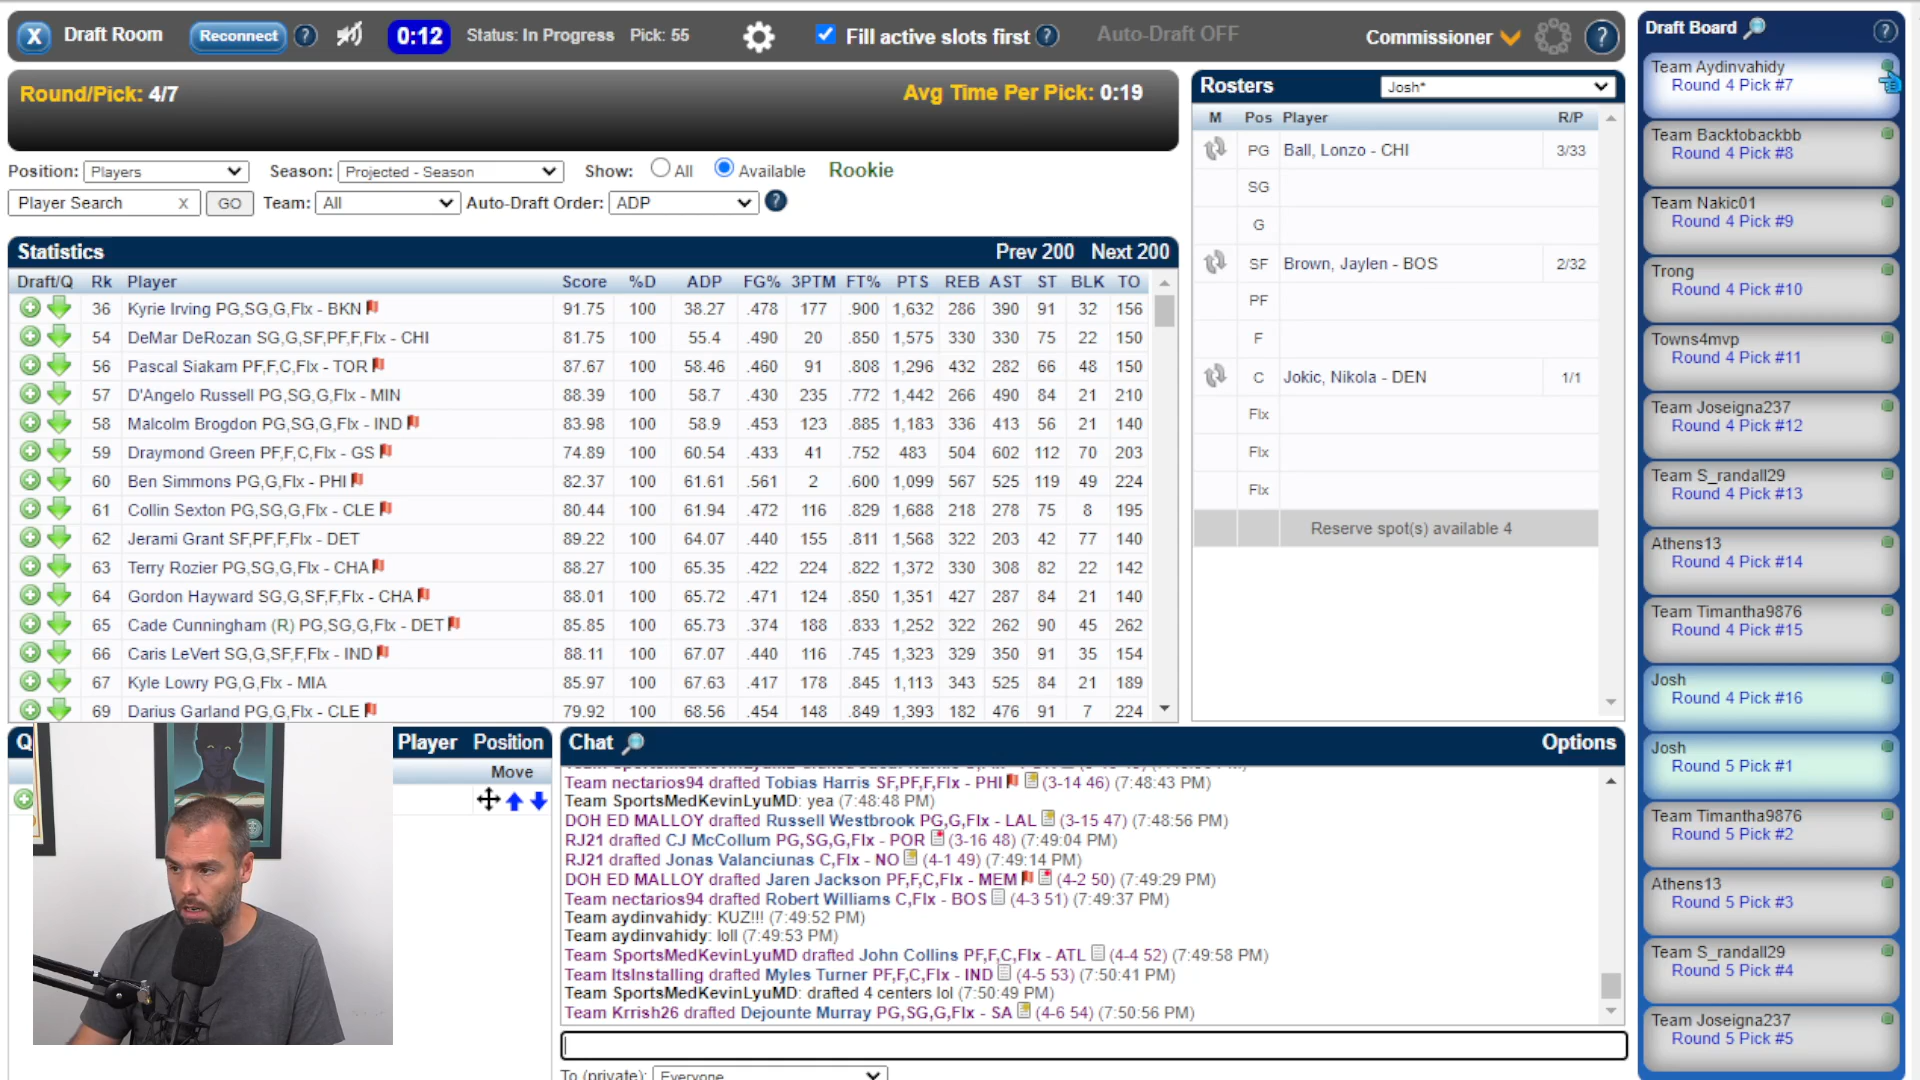 X Draft Room Reconnect ? 0:12 Status: In Progress Pick: 55 Fill active slots first ? Auto-Draft OFF Commissioner ?
Round/Pick: 4/7 Avg Time Per Pick: 0:19
Position: Players Season: Projected - Season Show: All Available Rookie
Player Search X GO Team: All Auto-Draft Order: ADP ?
Statistics Prev 200 Next 200
Draft/Q Rk Player Score %D ADP FG% 3PTM FT% PTS REB AST ST BLK TO
36 Kyrie Irving PG,SG,G,Flx - BKN 91.75 100 38.27 .478 177 .900 1,632 286 390 91 32 156
54 DeMar DeRozan SG,G,SF,PF,F,Flx - CHI 81.75 100 55.4 .490 20 .850 1,575 330 330 75 22 150
56 Pascal Siakam PF,F,C,Flx - TOR 87.67 100 58.46 .460 91 .808 1,296 432 282 66 48 150
57 D'Angelo Russell PG,SG,G,Flx - MIN 88.39 100 58.7 .430 235 .772 1,442 266 490 84 21 210
58 Malcolm Brogdon PG,SG,G,Flx - IND 83.98 100 58.9 .453 123 .885 1,183 336 413 56 21 140
59 Draymond Green PF,F,C,Flx - GS 74.89 100 60.54 .433 41 .752 483 504 602 112 70 203
60 Ben Simmons PG,G,Flx - PHI 82.37 100 61.61 .561 2 .600 1,099 567 525 119 49 224
61 Collin Sexton PG,SG,G,Flx - CLE 80.44 100 61.94 .472 116 .829 1,688 218 278 75 8 195
62 Jerami Grant SF,PF,F,Flx - DET 89.22 100 64.07 .440 155 .811 1,568 322 203 42 77 140
63 Terry Rozier PG,SG,G,Flx - CHA 88.27 100 65.35 .422 224 .822 1,372 330 308 82 22 142
64 Gordon Hayward SG,G,SF,F,Flx - CHA 88.01 100 65.72 .471 124 .850 1,351 427 287 84 21 140
65 Cade Cunningham (R) PG,SG,G,Flx - DET 85.85 100 65.73 .374 188 .833 1,252 322 262 90 45 262
66 Caris LeVert SG,G,SF,F,Flx - IND 88.11 100 67.07 .440 116 .745 1,323 329 350 91 35 154
67 Kyle Lowry PG,G,Flx - MIA 85.97 100 67.63 .417 178 .845 1,113 343 525 84 21 189
69 Darius Garland PG,G,Flx - CLE 79.92 100 68.56 .454 148 .849 1,393 182 476 91 7 224
Rosters Josh*
M Pos Player R/P
PG Ball, Lonzo - CHI 3/33
SG
G
SF Brown, Jaylen - BOS 2/32
PF
F
C Jokic, Nikola - DEN 1/1
Flx
Flx
Flx
Reserve spot(s) available 4
Q Player Position
Move
Chat Options
Team nectarios94 drafted Tobias Harris SF,PF,F,Flx - PHI (3-14 46) (7:48:43 PM)
Team SportsMedKevinLyuMD: yea (7:48:48 PM)
DOH ED MALLOY drafted Russell Westbrook PG,G,Flx - LAL (3-15 47) (7:48:56 PM)
RJ21 drafted CJ McCollum PG,SG,G,Flx - POR (3-16 48) (7:49:04 PM)
RJ21 drafted Jonas Valanciunas C,Flx - NO (4-1 49) (7:49:14 PM)
DOH ED MALLOY drafted Jaren Jackson PF,F,C,Flx - MEM (4-2 50) (7:49:29 PM)
Team nectarios94 drafted Robert Williams C,Flx - BOS (4-3 51) (7:49:37 PM)
Team aydinvahidy: KUZ!!! (7:49:52 PM)
Team aydinvahidy: loll (7:49:53 PM)
Team SportsMedKevinLyuMD drafted John Collins PF,F,C,Flx - ATL (4-4 52) (7:49:58 PM)
Team ItsInstalling drafted Myles Turner PF,F,C,Flx - IND (4-5 53) (7:50:41 PM)
Team SportsMedKevinLyuMD: drafted 4 centers lol (7:50:49 PM)
Team Krrish26 drafted Dejounte Murray PG,SG,G,Flx - SA (4-6 54) (7:50:56 PM)
To (private): Everyone
Draft Board ?
Team Aydinvahidy
Round 4 Pick #7
Team Backtobackbb
Round 4 Pick #8
Team Nakic01
Round 4 Pick #9
Trong
Round 4 Pick #10
Towns4mvp
Round 4 Pick #11
Team Joseigna237
Round 4 Pick #12
Team S_randall29
Round 4 Pick #13
Athens13
Round 4 Pick #14
Team Timantha9876
Round 4 Pick #15
Josh
Round 4 Pick #16
Josh
Round 5 Pick #1
Team Timantha9876
Round 5 Pick #2
Athens13
Round 5 Pick #3
Team S_randall29
Round 5 Pick #4
Team Joseigna237
Round 5 Pick #5